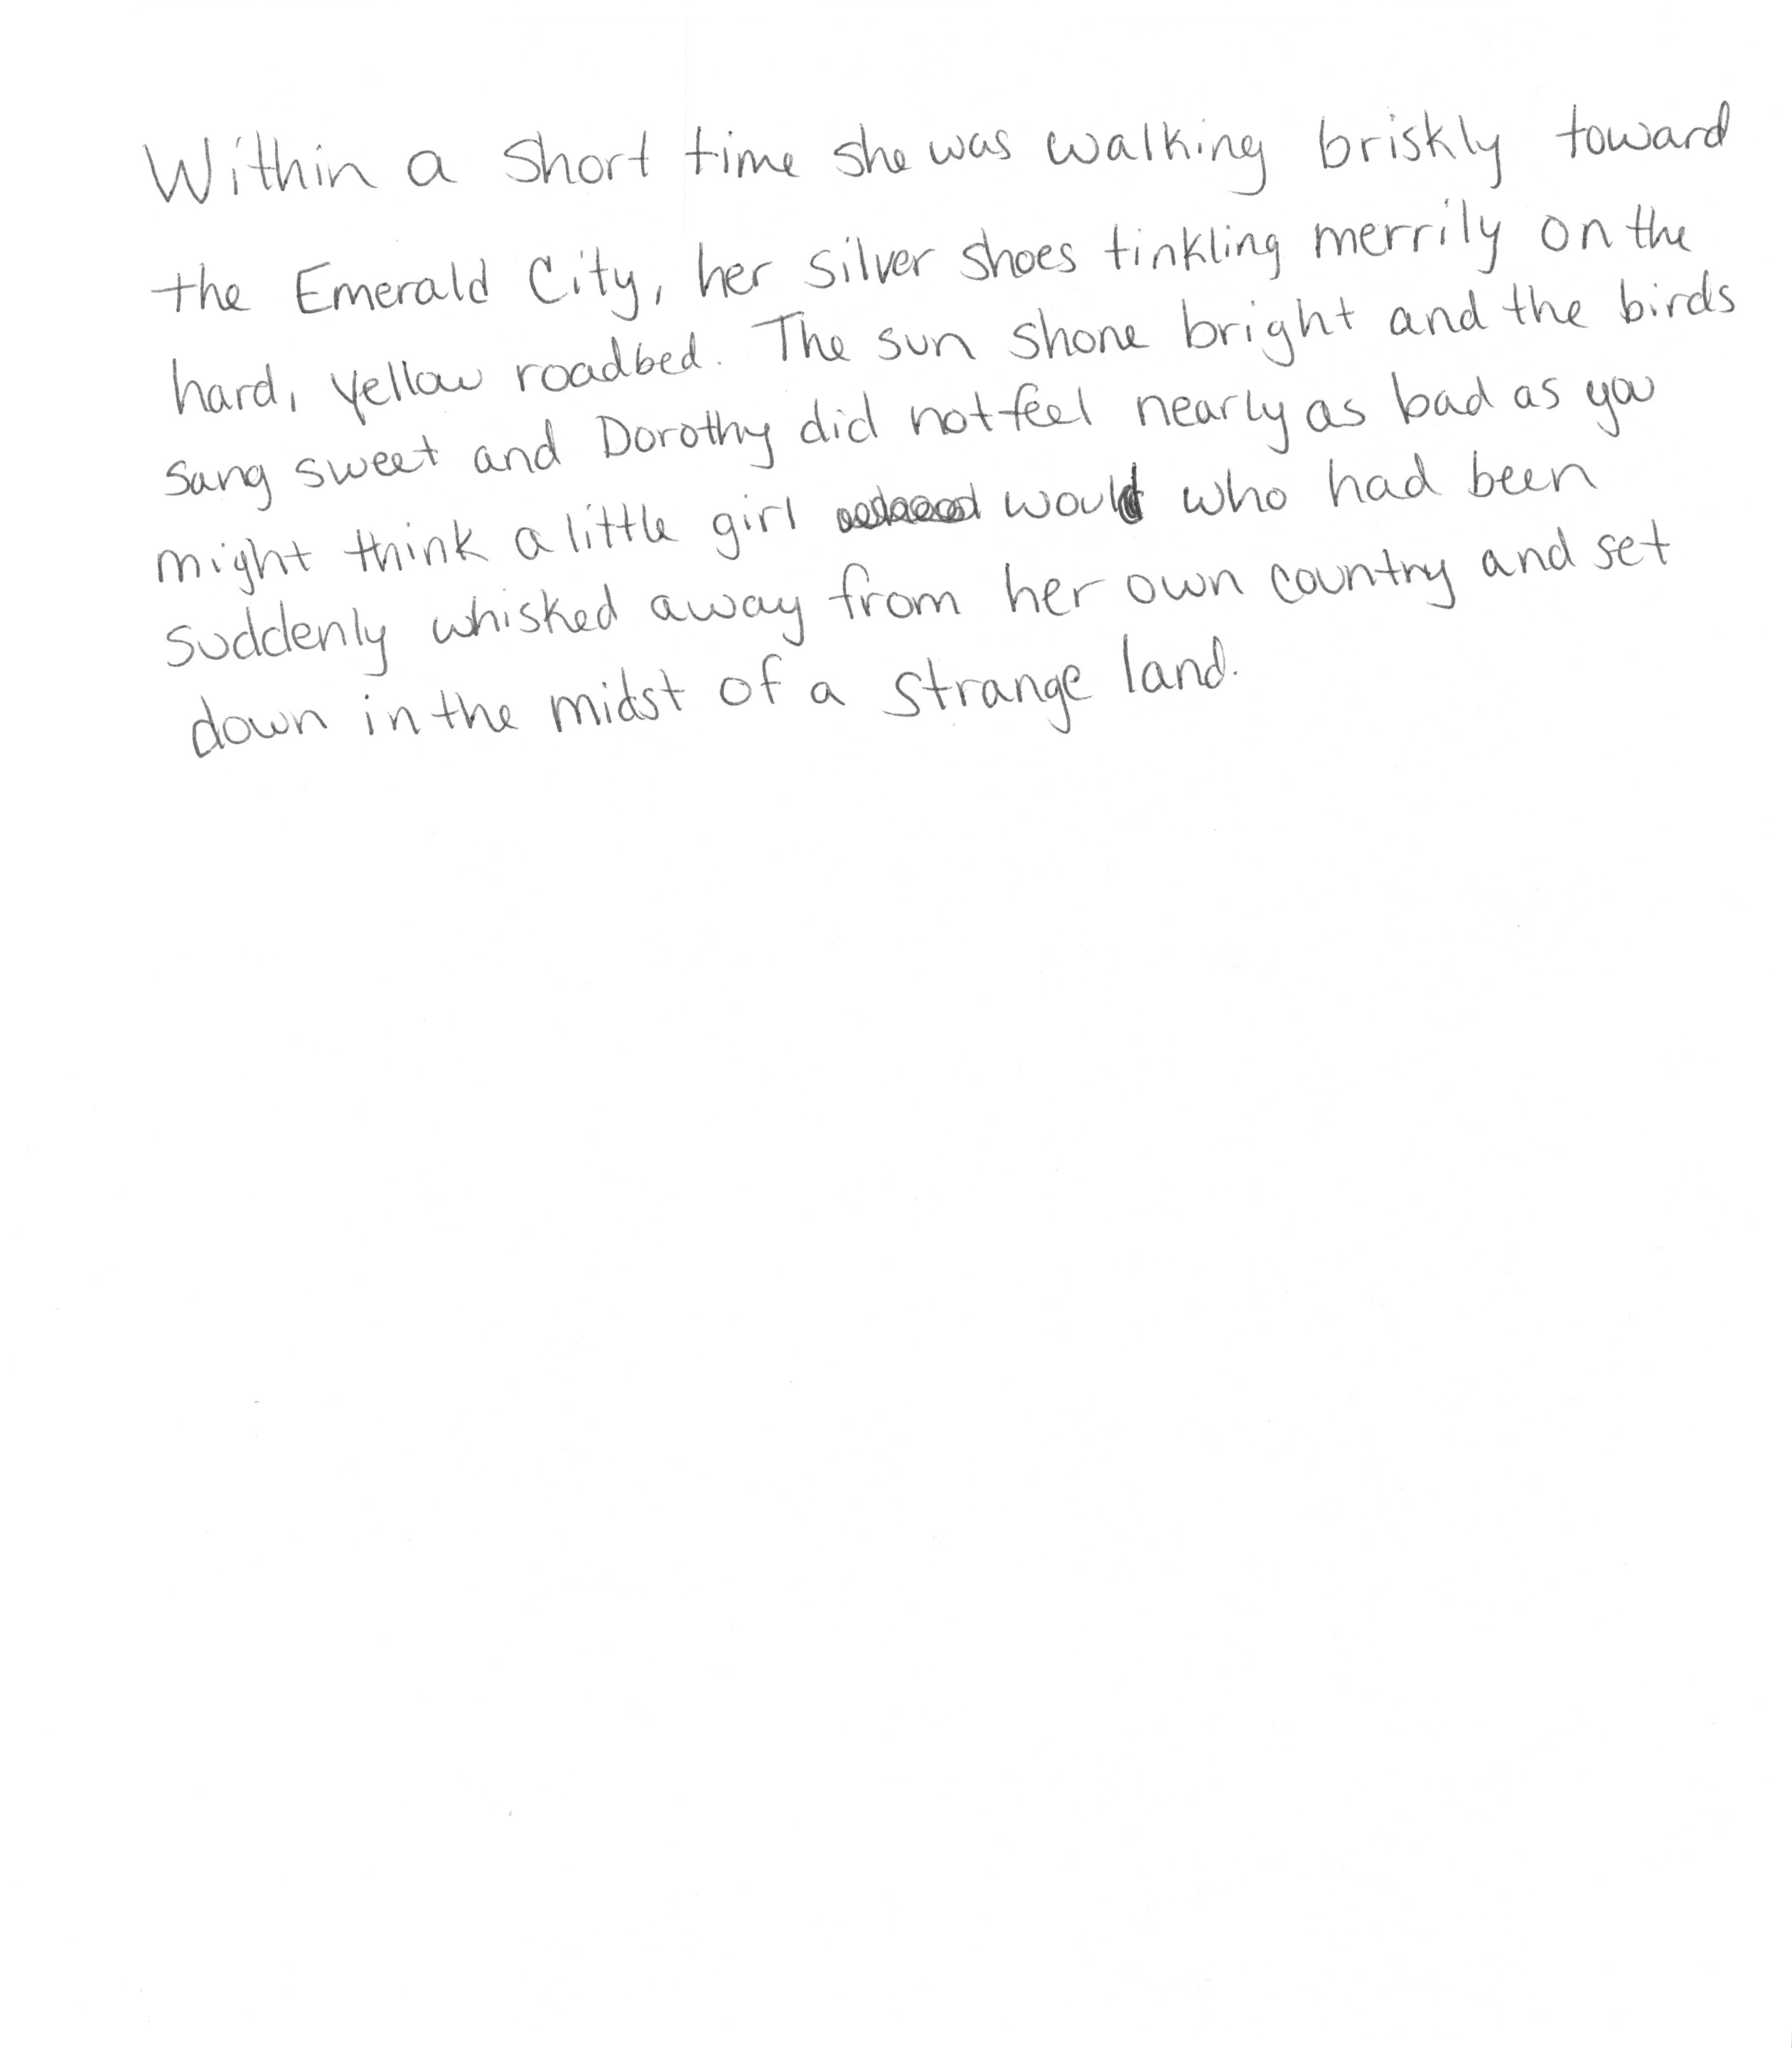 Within a short time she was walking briskly toward
the Emerald City, her silver shoes tinkling merrily on the
hard, yellow roadbed. The sun shone bright and the birds
sang sweet and Dorothy did not feel nearly as bad as you
might think a little girl would who had been
suddenly whisked away from her own country and set
down in the midst of a strange land.